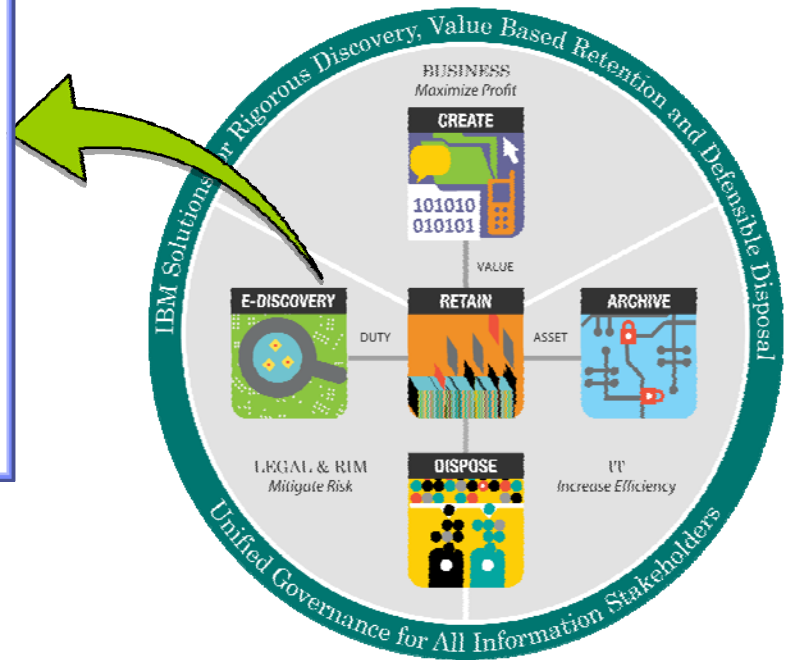 IBM Solutions for Rigorous Discovery, Value Based Retention and Defensible Disposal
BUSINESS
Maximize Profit
CREATE
101010
010101
VALUE
E-DISCOVERY
DUTY
RETAIN
ASSET
ARCHIVE
LEGAL & RIM
Mitigate Risk
DISPOSE
IT
Increase Efficiency
Unified Governance for All Information Stakeholders